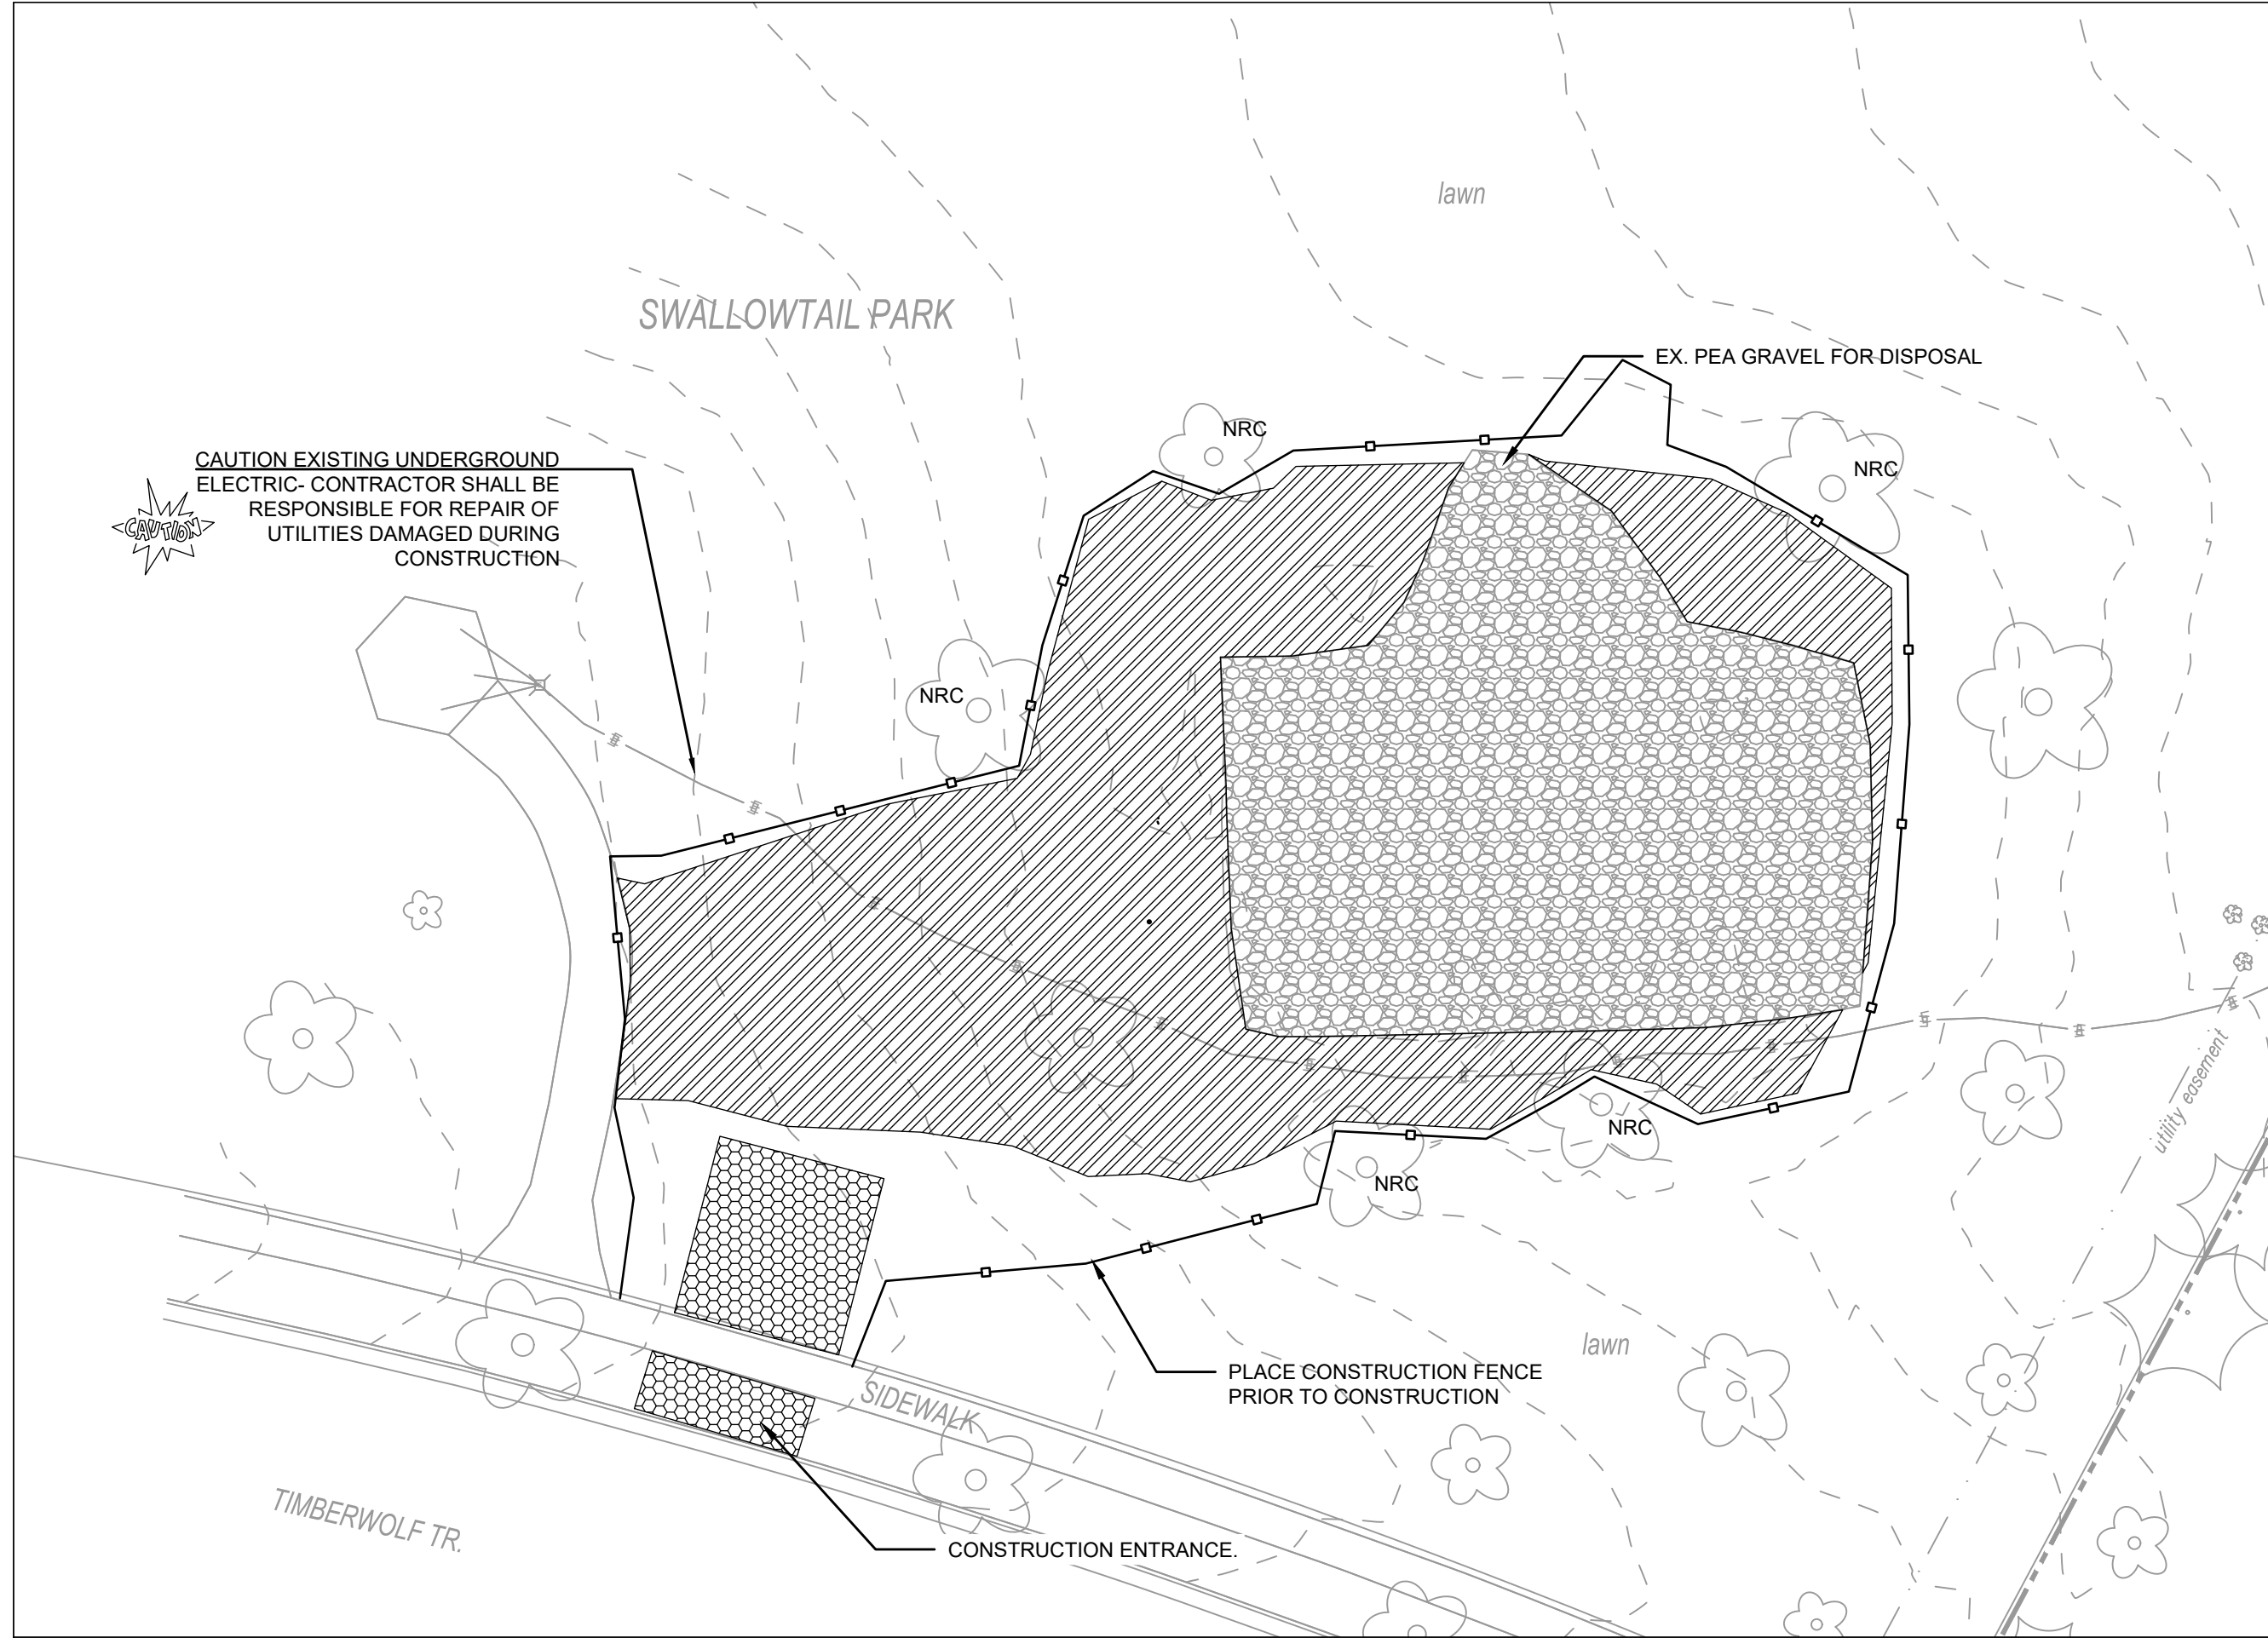 lawn
SWALLOWTAIL PARK
EX. PEA GRAVEL FOR DISPOSAL
NRC
NRC
CAUTION EXISTING UNDERGROUND
ELECTRIC- CONTRACTOR SHALL BE
RESPONSIBLE FOR REPAIR OF
UTILITIES DAMAGED DURING
CONSTRUCTION
CAUTION
NRC
utility easement
NRC
NRC
lawn
PLACE CONSTRUCTION FENCE
PRIOR TO CONSTRUCTION
SIDEWALK
TIMBERWOLF TR.
CONSTRUCTION ENTRANCE.